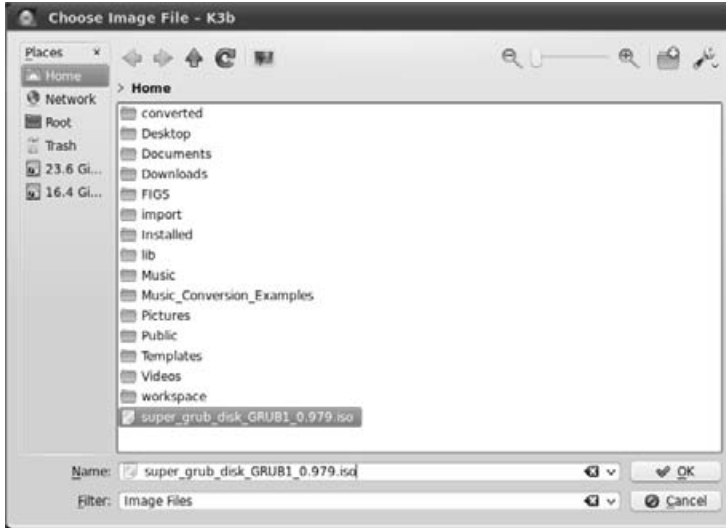 Choose Image File - K3b
Places x
Home
Network
Root
Trash
23.6 Gi...
16.4 Gi...
> Home
converted
Desktop
Documents
Downloads
FIGS
import
Installed
lib
Music
Music_Conversion_Examples
Pictures
Public
Templates
Videos
workspace
super_grub_disk_GRUB1_0.979.iso
Name: super_grub_disk_GRUB1_0.979.iso
OK
Filter: Image Files
Cancel